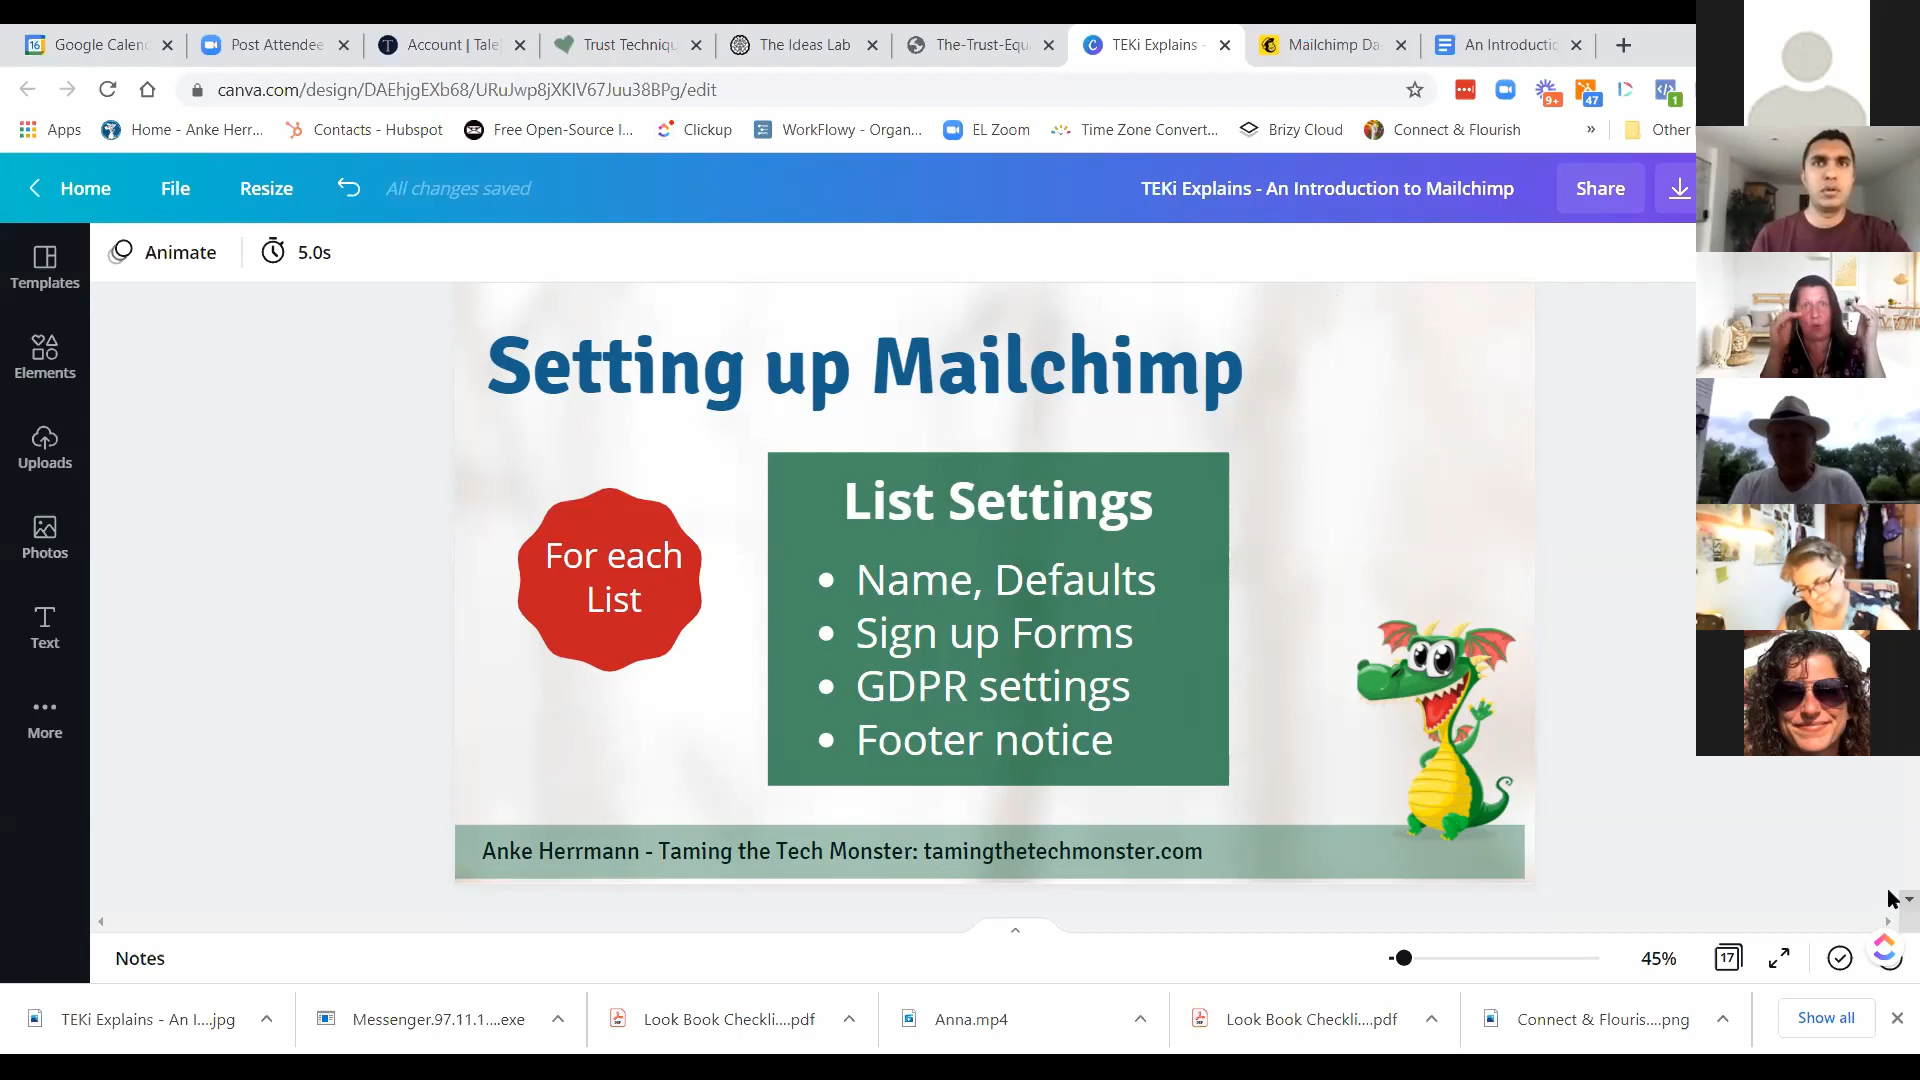 Google Calen
Post Attendee
Account | Tale
Trust Techniqu
The Ideas Lab
The-Trust-Equ
TEKi Explains -
Mailchimp Da
An Introductio
canva.com/design/DAEhjgEXb68/URuJwp8jXKlV67Juu38BPg/edit
9+
47
1
Apps
Home - Anke Herr...
Contacts - Hubspot
Free Open-Source I...
Clickup
WorkFlowy - Organ...
EL Zoom
Time Zone Convert...
Brizy Cloud
Connect & Flourish
»
Other
Home
File
Resize
All changes saved
TEKi Explains - An Introduction to Mailchimp
Share
Animate
5.0s
Templates
Elements
Uploads
Photos
Text
More
Setting up Mailchimp
For each
List
List Settings
• Name, Defaults
• Sign up Forms
• GDPR settings
• Footer notice
Anke Herrmann - Taming the Tech Monster: tamingthetechmonster.com
Notes
45%
17
TEKi Explains - An I....jpg
Messenger.97.11.1....exe
Look Book Checkli....pdf
Anna.mp4
Look Book Checkli....pdf
Connect & Flouris....png
Show all